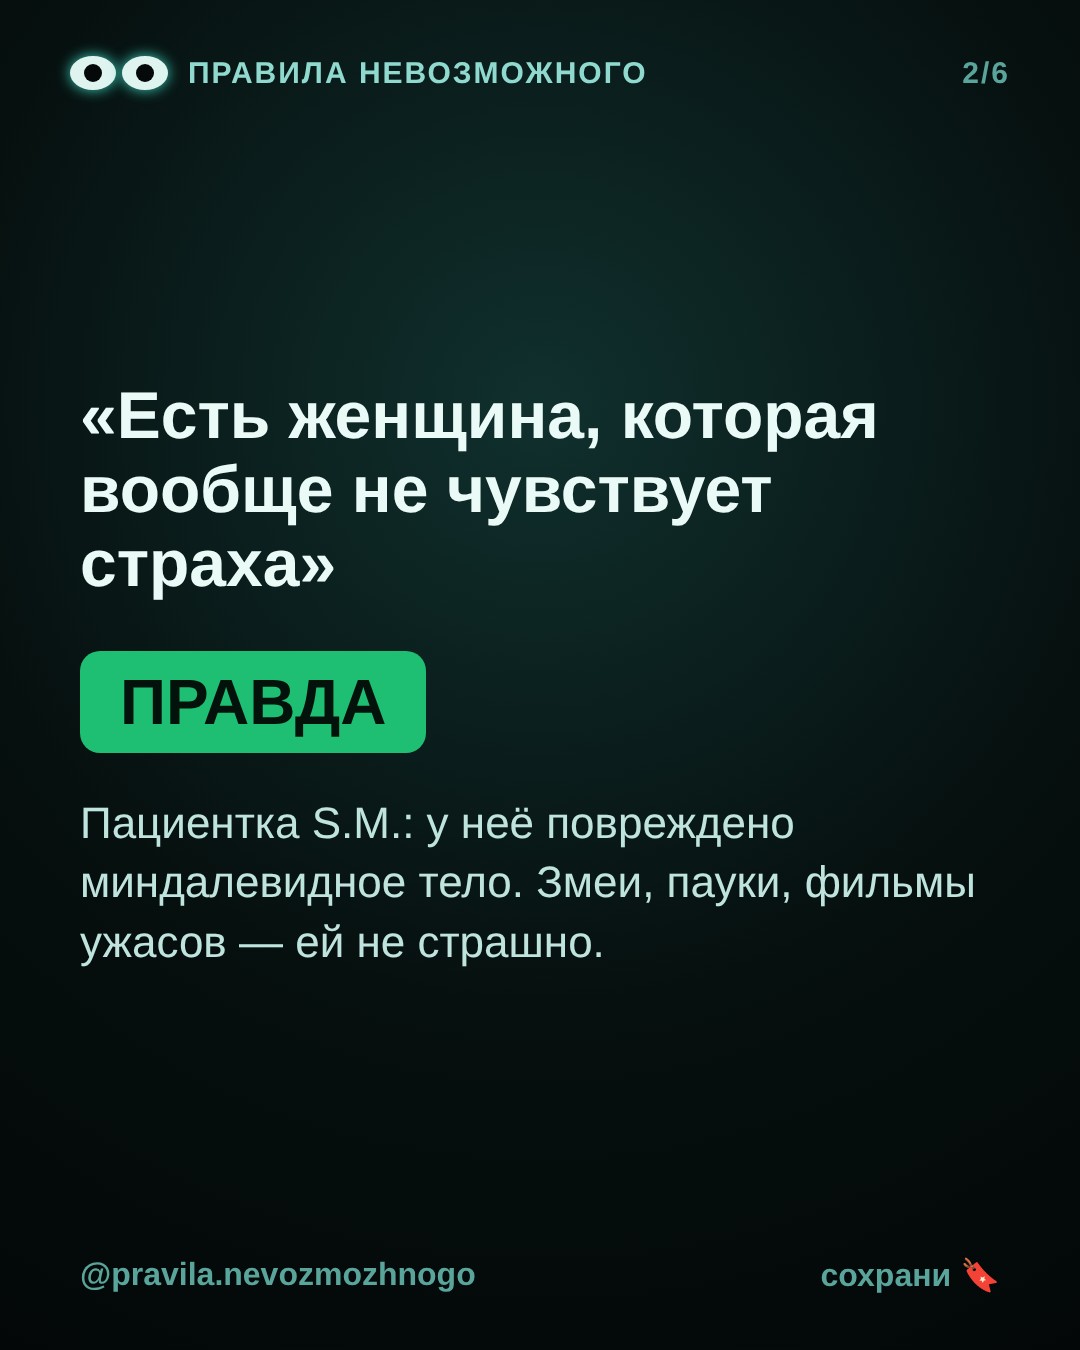 ПРАВИЛА НЕВОЗМОЖНОГО
2/6
«Есть женщина, которая
вообще не чувствует
страха»
ПРАВДА
Пациентка S.M.: у неё повреждено
миндалевидное тело. Змеи, пауки, фильмы
ужасов — ей не страшно.
@pravila.nevozmozhnogo
сохрани 🔖